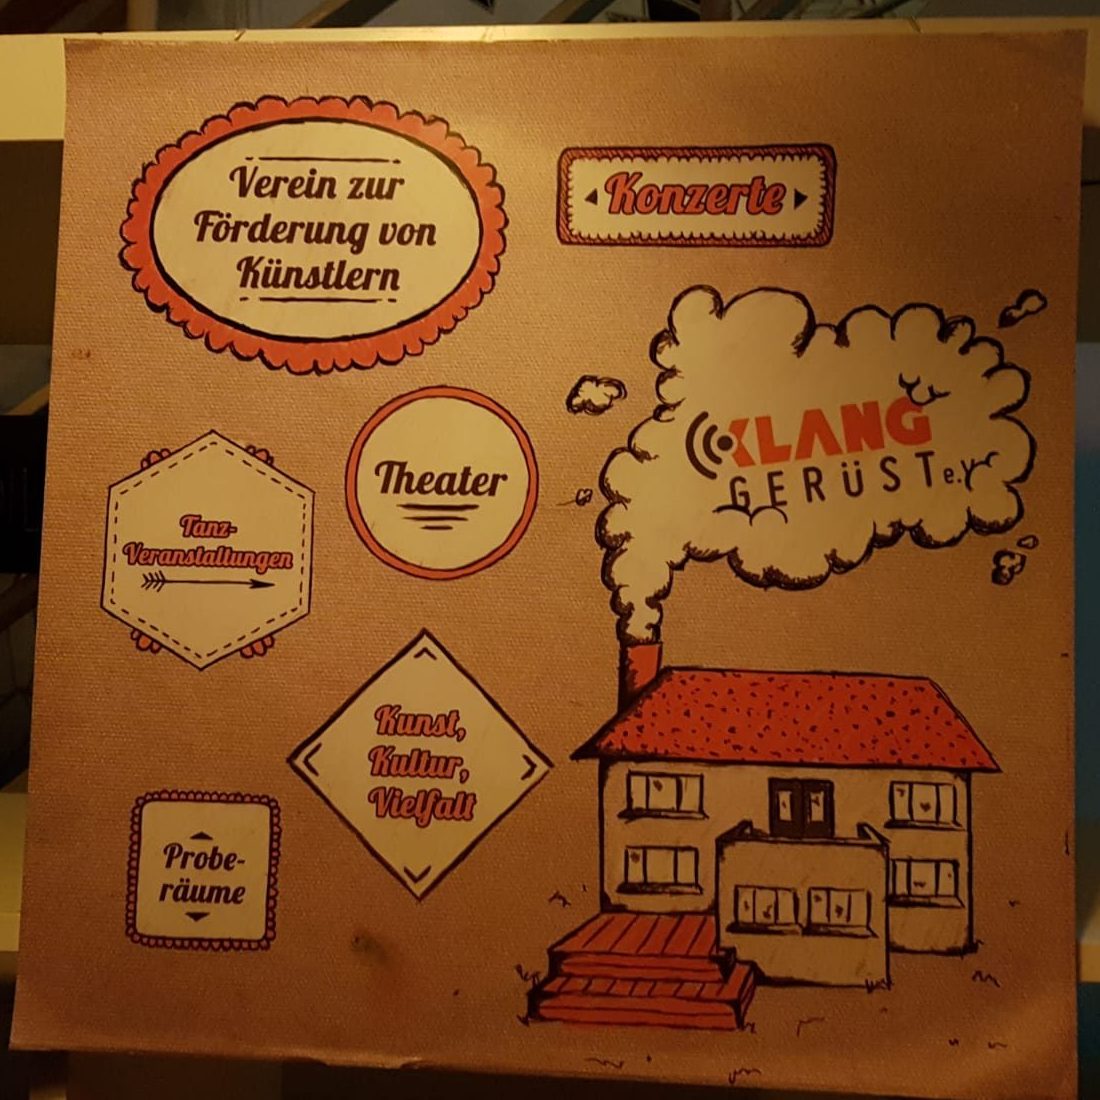 Verein zur
Förderung von
Künstlern
Konzerte
KLANG
GERÜST e.V.
Theater
Tanz-
Veranstaltungen
Kunst,
Kultur,
Vielfalt
Probe-
räume